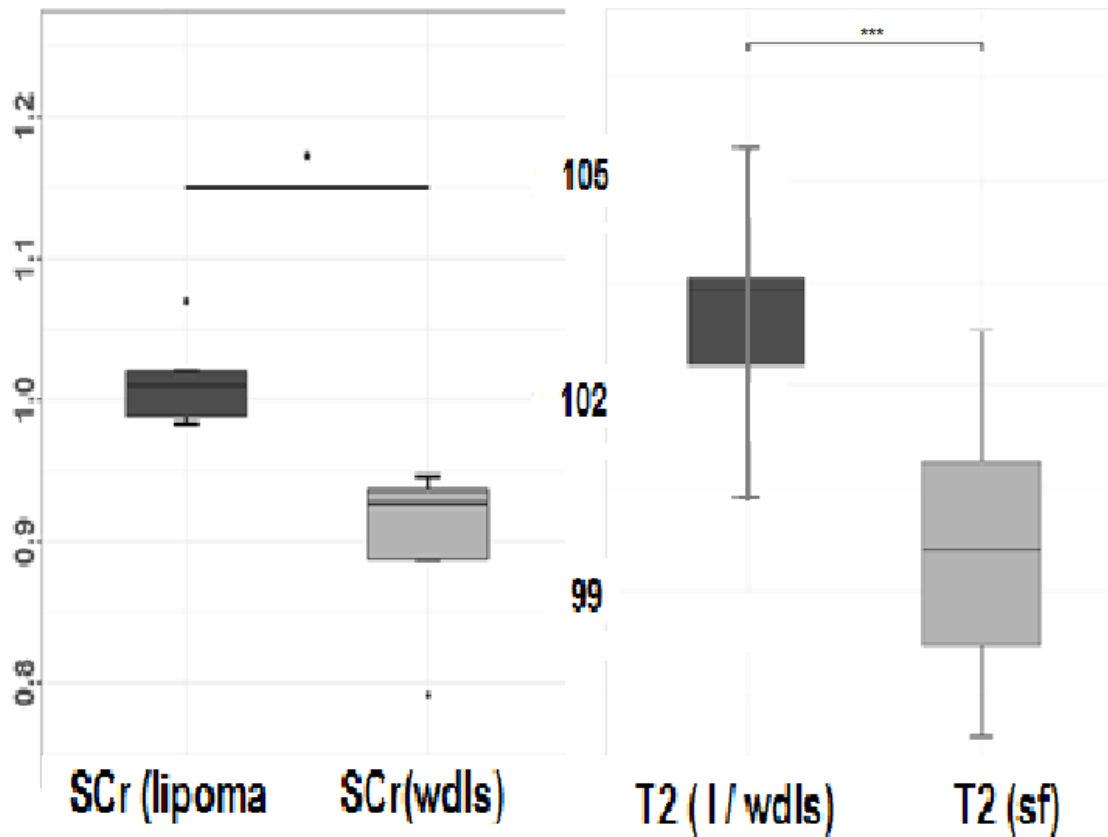 1.2
1.1
1.0
0.9
0.8
SCr (lipoma
SCr(wdls)
***
105
102
99
T2 ( l / wdls)
T2 (sf)